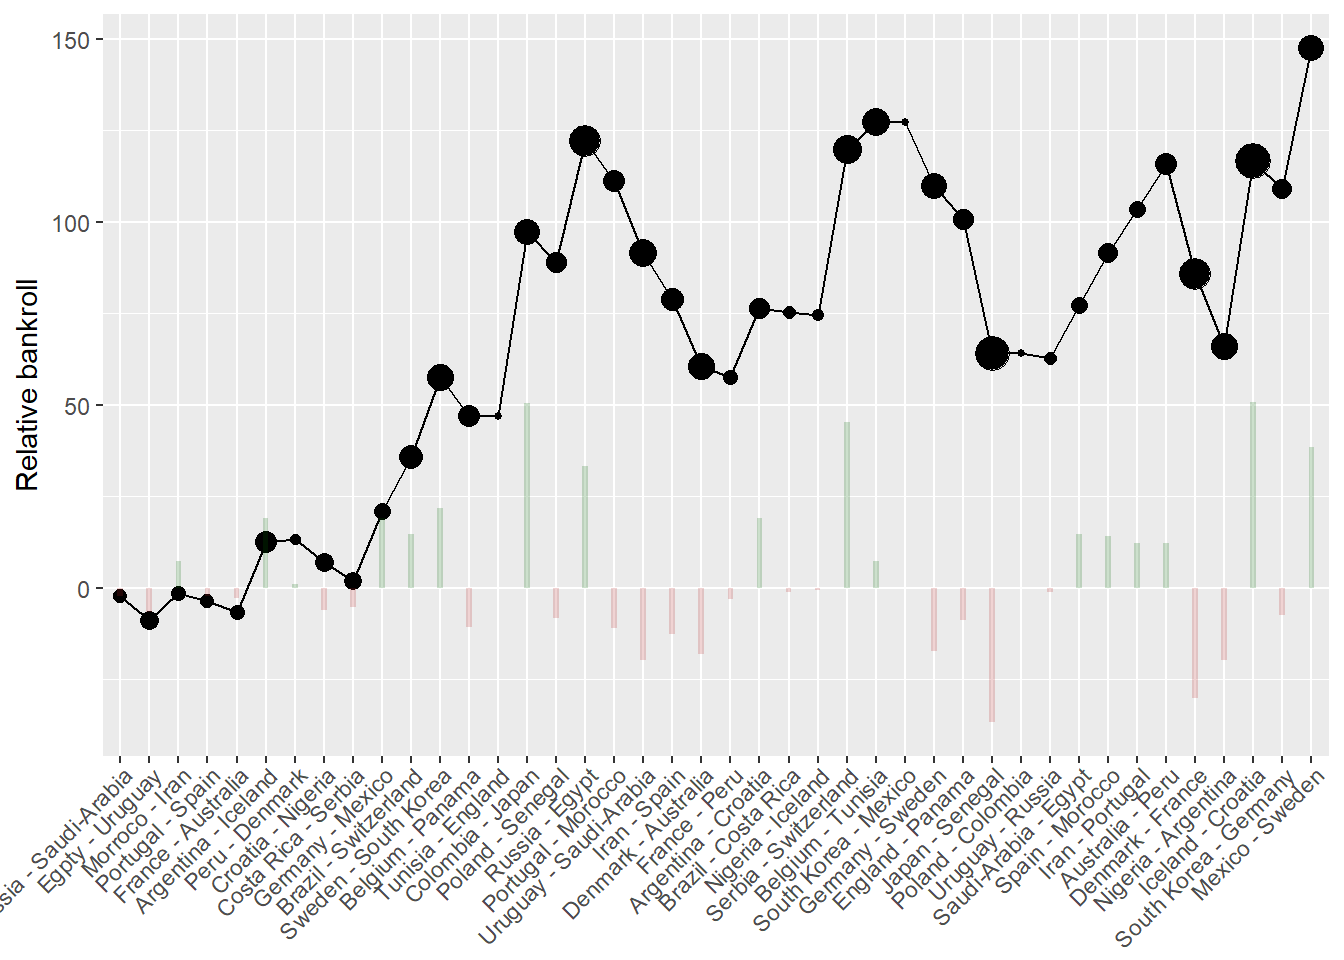 150
100
50
0
Relative bankroll
ssia - Saudi-Arabia
Egpty - Uruguay
Morroco - Iran
Portugal - Spain
France - Australia
Argentina - Iceland
Peru - Denmark
Croatia - Nigeria
Costa Rica - Serbia
Germany - Mexico
Brazil - Switzerland
Sweden - South Korea
Belgium - Panama
Tunisia - England
Colombia - Japan
Poland - Senegal
Russia - Egypt
Portugal - Morocco
Uruguay - Saudi-Arabia
Iran - Spain
Denmark - Australia
France - Peru
Argentina - Croatia
Brazil - Costa Rica
Nigeria - Iceland
Serbia - Switzerland
Belgium - Tunisia
South Korea - Mexico
Germany - Sweden
England - Panama
Japan - Senegal
Poland - Colombia
Uruguay - Russia
Saudi-Arabia - Egypt
Spain - Morocco
Iran - Portugal
Australia - Peru
Denmark - France
Nigeria - Argentina
Iceland - Croatia
South Korea - Germany
Mexico - Sweden